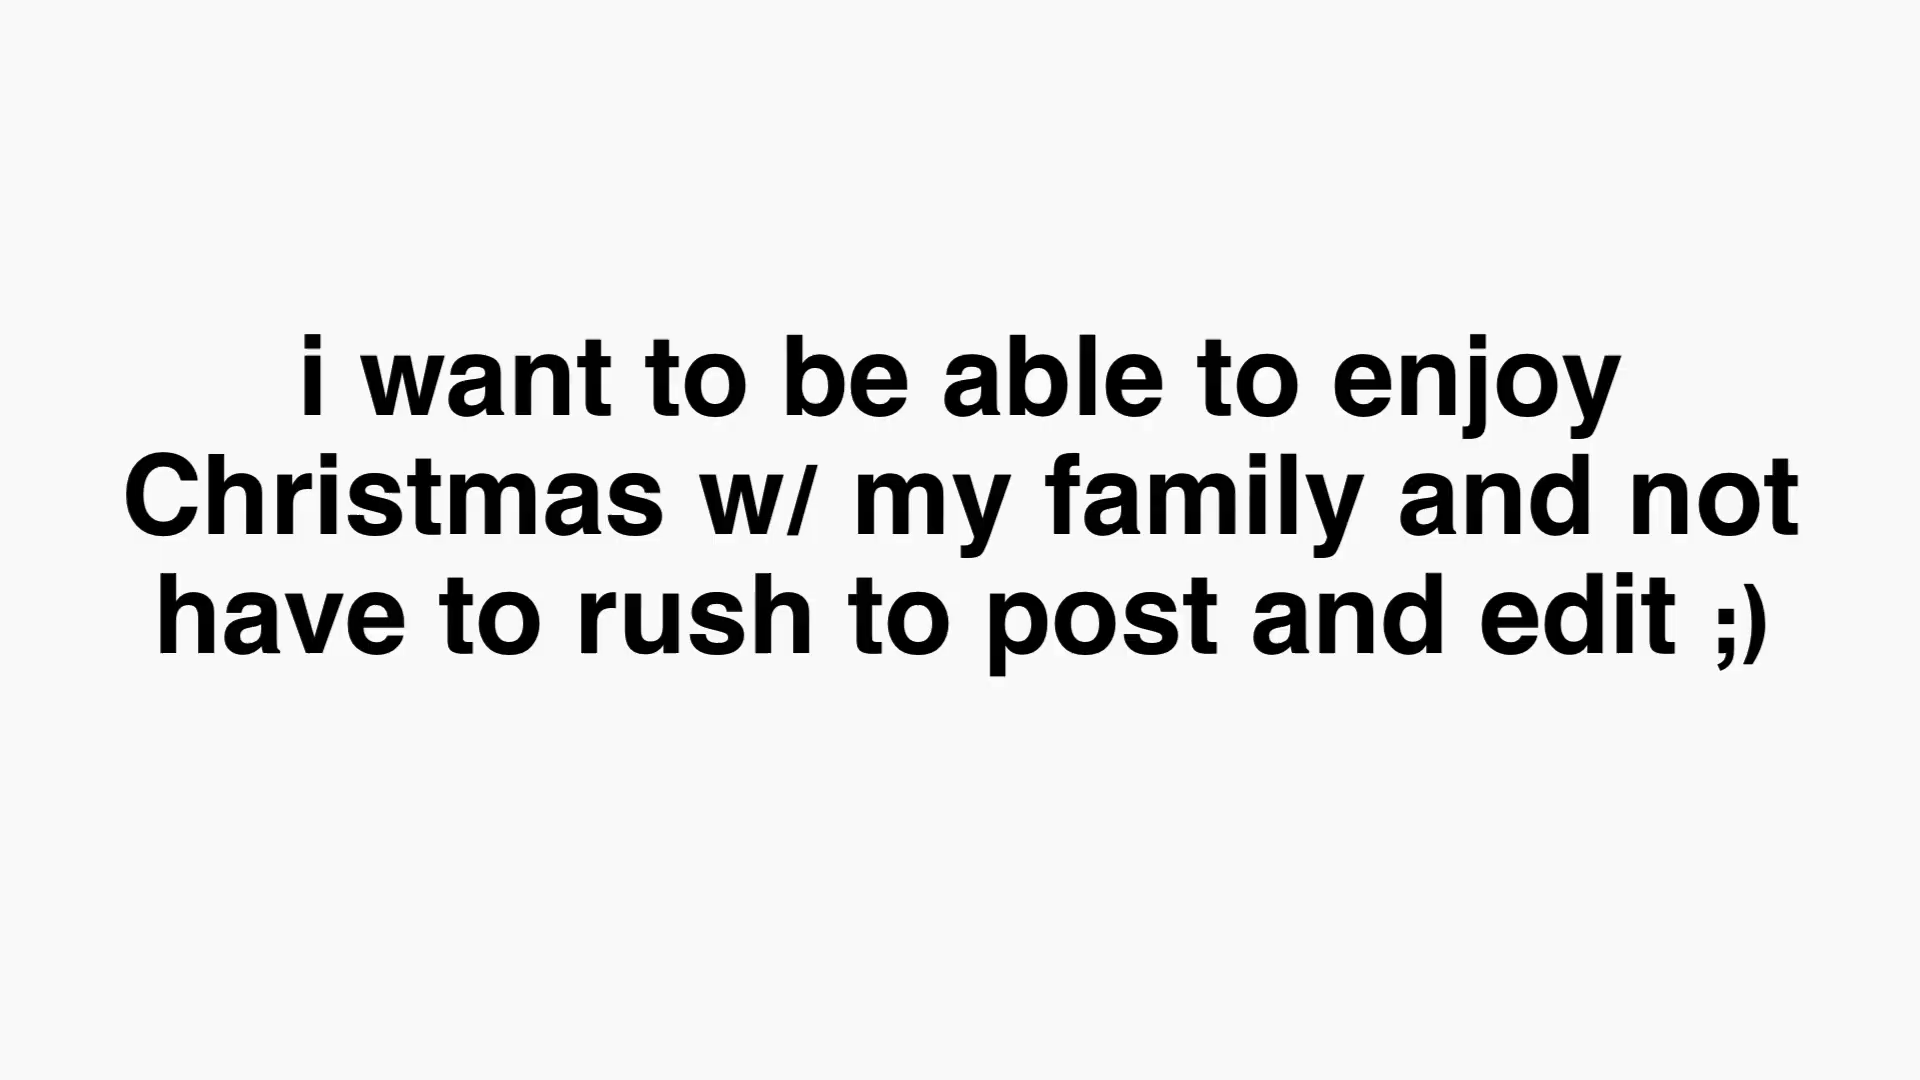 i want to be able to enjoy
Christmas w/ my family and not
have to rush to post and edit ;)